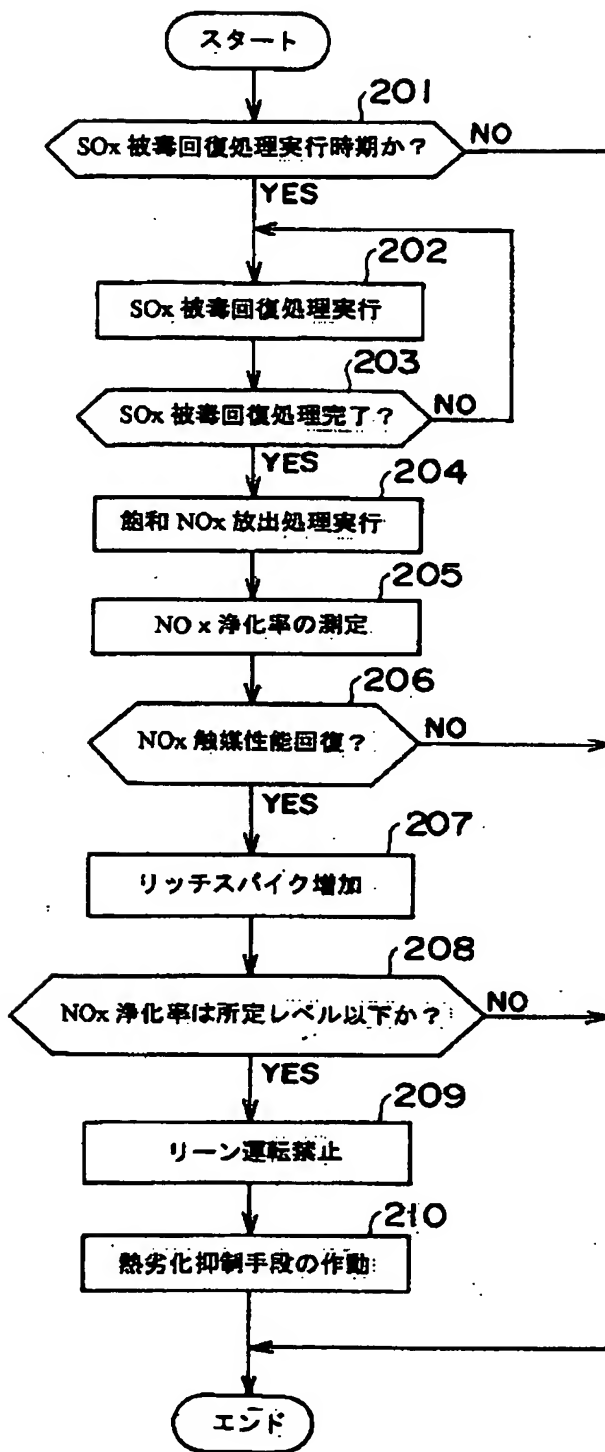 スタート
201
SOx 被毒回復処理実行時期か？
NO
YES
202
SOx 被毒回復処理実行
203
SOx 被毒回復処理完了？
NO
YES
204
飽和 NOx 放出処理実行
205
NOx 浄化率の測定
206
NOx 触媒性能回復？
NO
YES
207
リッチスパイク増加
208
NOx 浄化率は所定レベル以下か？
NO
YES
209
リーン運転禁止
210
熱劣化抑制手段の作動
エンド